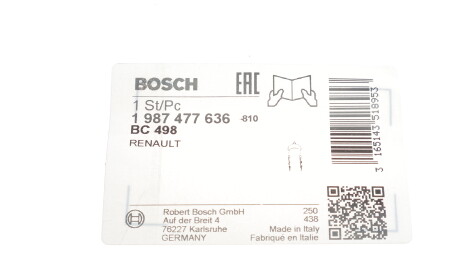 BOSCH
EAC
1 St/Pc
1 987 477 636 -810
BC 498
RENAULT
3 165143 518953
Robert Bosch GmbH
Auf der Breit 4
76227 Karlsruhe
GERMANY
250
438
Made in Italy
Fabriqué en Italie